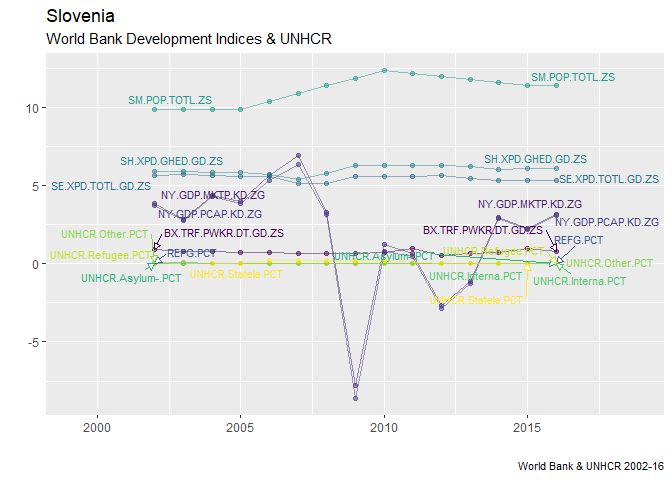 Slovenia
World Bank Development Indices & UNHCR
SM.POP.TOTL.ZS
SM.POP.TOTL.ZS
10
SH.XPD.GHED.GD.ZS
SH.XPD.GHED.GD.ZS
SE.XPD.TOTL.GD.ZS
SE.XPD.TOTL.GD.ZS
5
NY.GDP.MKTP.KD.ZG
NY.GDP.MKTP.KD.ZG
NY.GDP.PCAP.KD.ZG
NY.GDP.PCAP.KD.ZG
UNHCR.Other.PCT
BX.TRF.PWKR.DT.GD.ZS
BX.TRF.PWKR.DT.GD.ZS
REFG.PCT
UNHCR.Refugee.PCT
REFG.PCT
UNHCR.Asylum-.PCT
UNHCR.Refugee.PCT
0
UNHCR.Other.PCT
UNHCR.Asylum-.PCT
UNHCR.Statele.PCT
UNHCR.Interna.PCT
UNHCR.Interna.PCT
UNHCR.Statele.PCT
-5
2000
2005
2010
2015
World Bank & UNHCR 2002-16